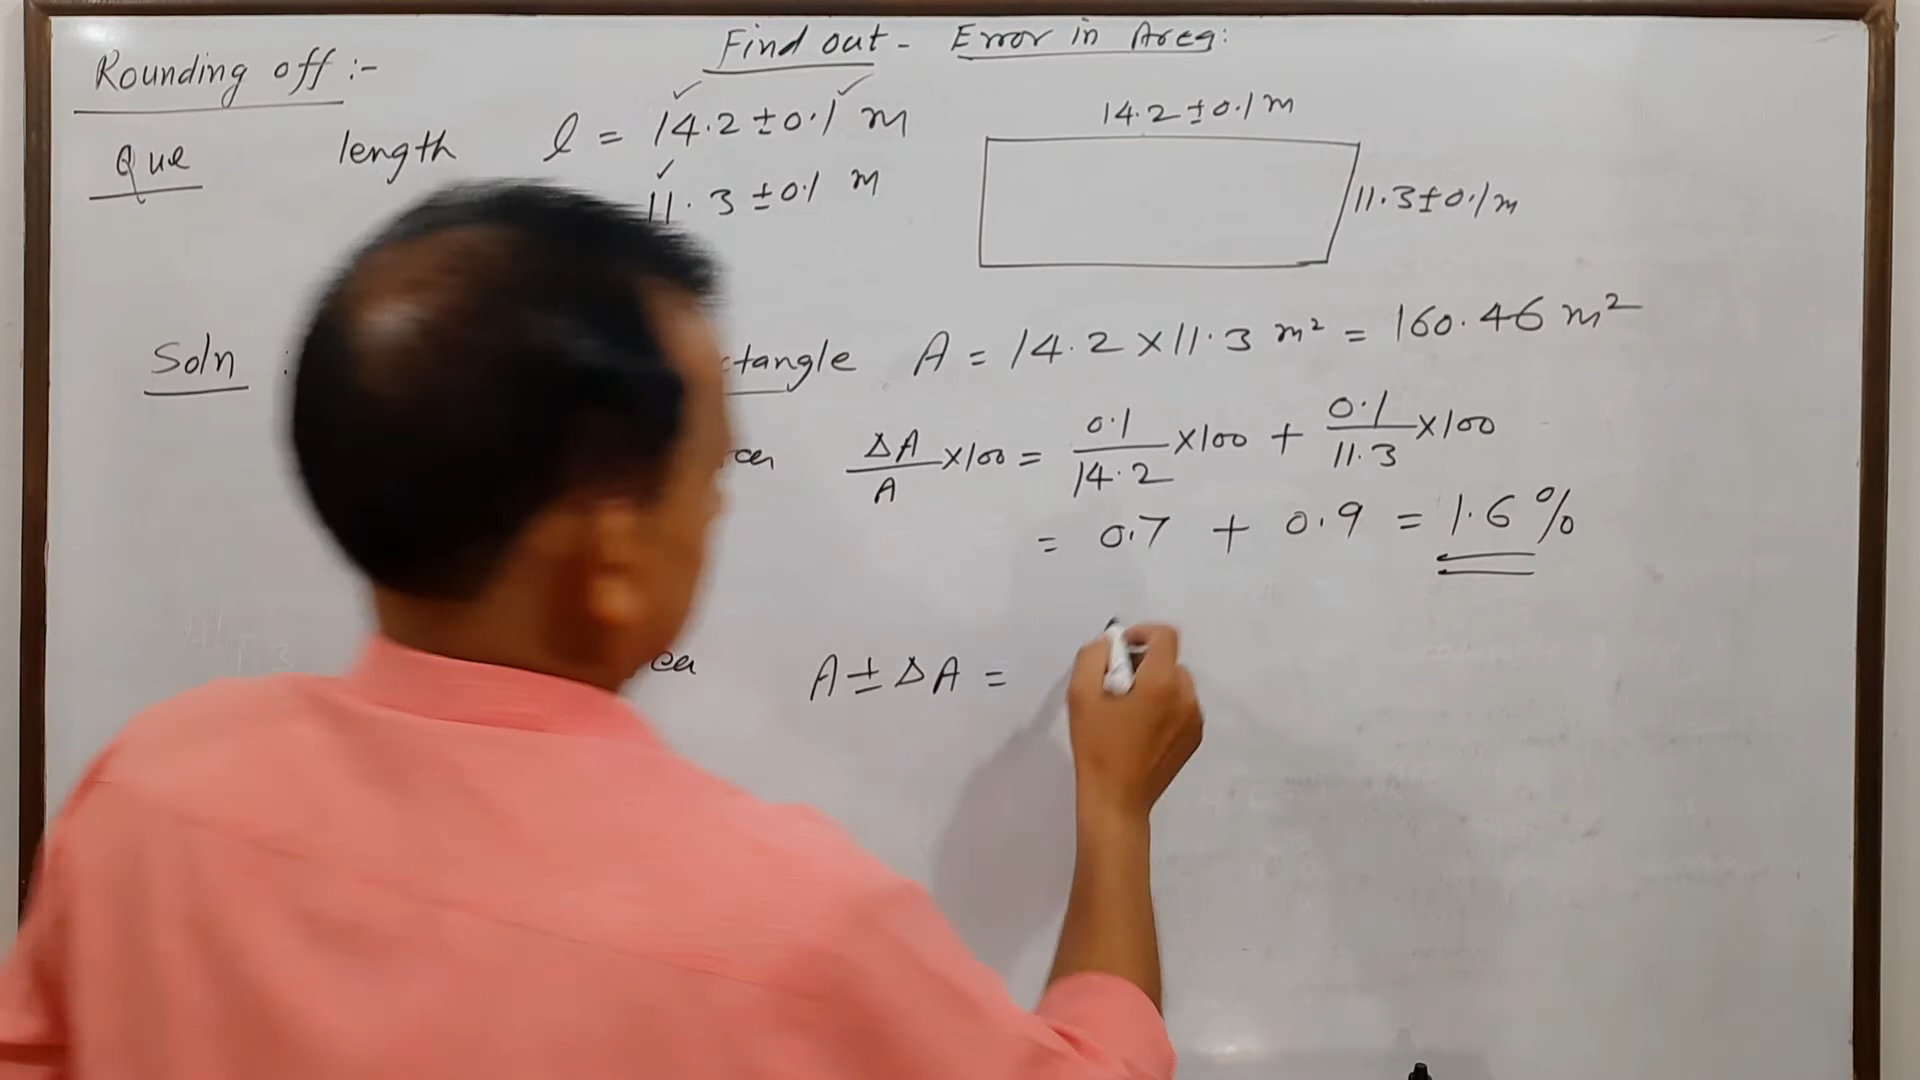 Find out - Error in Area:
Rounding off :-
Que length l = 14.2 ± 0.1 m
11.3 ± 0.1 m
14.2 ± 0.1 m
11.3 ± 0.1 m
Soln : tangle A = 14.2 × 11.3 m² = 160.46 m²
ΔA/A × 100 = 0.1/14.2 × 100 + 0.1/11.3 × 100
= 0.7 + 0.9 = 1.6 %
ea A ± ΔA =